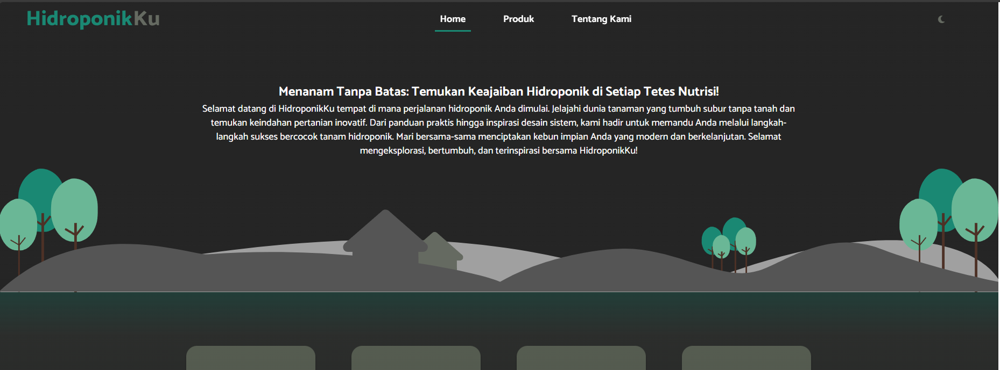 HidroponikKu
Home
Produk
Tentang Kami
Menanam Tanpa Batas: Temukan Keajaiban Hidroponik di Setiap Tetes Nutrisi!
Selamat datang di HidroponikKu tempat di mana perjalanan hidroponik Anda dimulai. Jelajahi dunia tanaman yang tumbuh subur tanpa tanah dan
temukan keindahan pertanian inovatif. Dari panduan praktis hingga inspirasi desain sistem, kami hadir untuk memandu Anda melalui langkah-
langkah sukses bercocok tanam hidroponik. Mari bersama-sama menciptakan kebun impian Anda yang modern dan berkelanjutan. Selamat
mengeksplorasi, bertumbuh, dan terinspirasi bersama HidroponikKu!